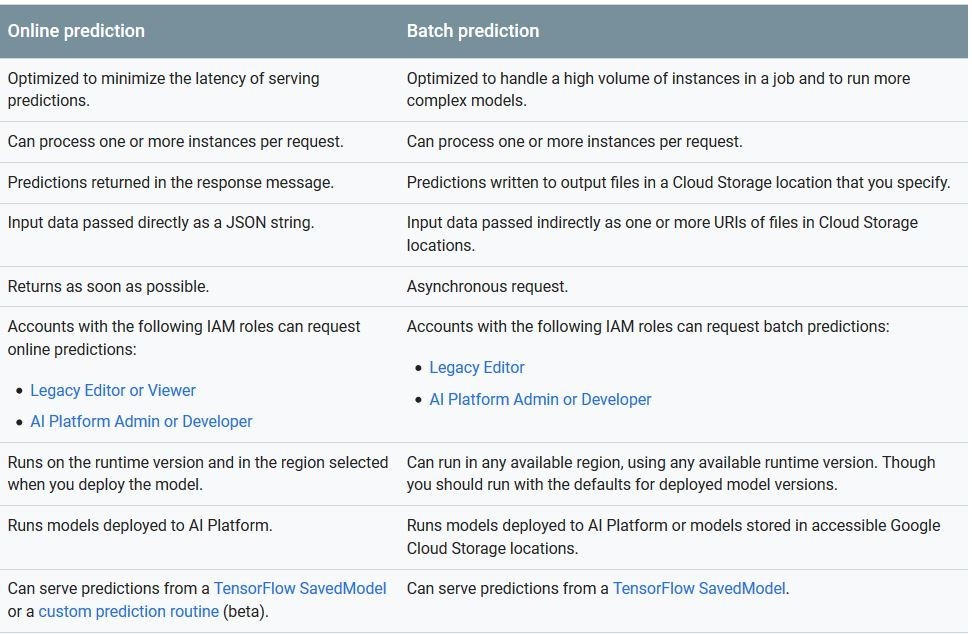 Online prediction
Batch prediction
Optimized to minimize the latency of serving
predictions.
Optimized to handle a high volume of instances in a job and to run more
complex models.
Can process one or more instances per request.
Can process one or more instances per request.
Predictions returned in the response message.
Predictions written to output files in a Cloud Storage location that you specify.
Input data passed directly as a JSON string.
Input data passed indirectly as one or more URIs of files in Cloud Storage
locations.
Returns as soon as possible.
Asynchronous request.
Accounts with the following IAM roles can request
online predictions:
• Legacy Editor or Viewer
• AI Platform Admin or Developer
Accounts with the following IAM roles can request batch predictions:
• Legacy Editor
• AI Platform Admin or Developer
Runs on the runtime version and in the region selected
when you deploy the model.
Can run in any available region, using any available runtime version. Though
you should run with the defaults for deployed model versions.
Runs models deployed to AI Platform.
Runs models deployed to AI Platform or models stored in accessible Google
Cloud Storage locations.
Can serve predictions from a TensorFlow SavedModel
or a custom prediction routine (beta).
Can serve predictions from a TensorFlow SavedModel.